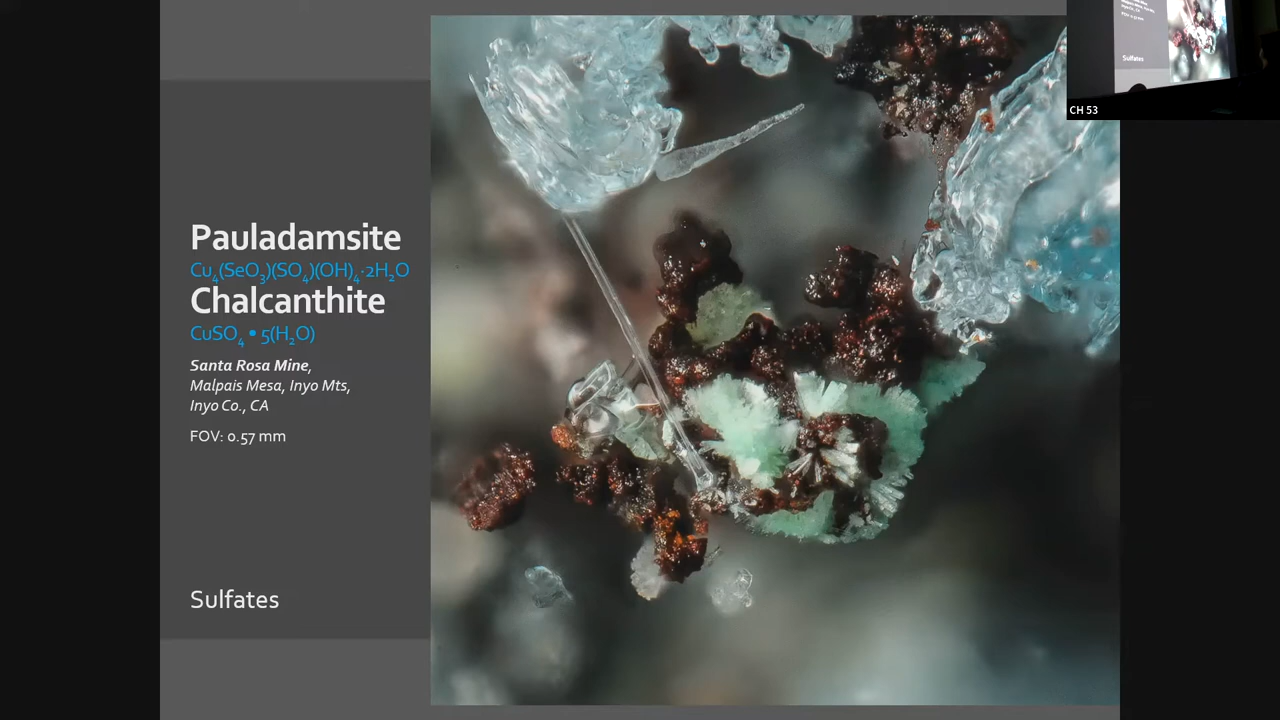 Pauladamsite
Cu₄(SeO₃)(SO₄)(OH)₄·2H₂O
Chalcanthite
CuSO₄ • 5(H₂O)
Santa Rosa Mine,
Malpais Mesa, Inyo Mts,
Inyo Co., CA
FOV: 0.57 mm
Sulfates
Sulfates
CH 53